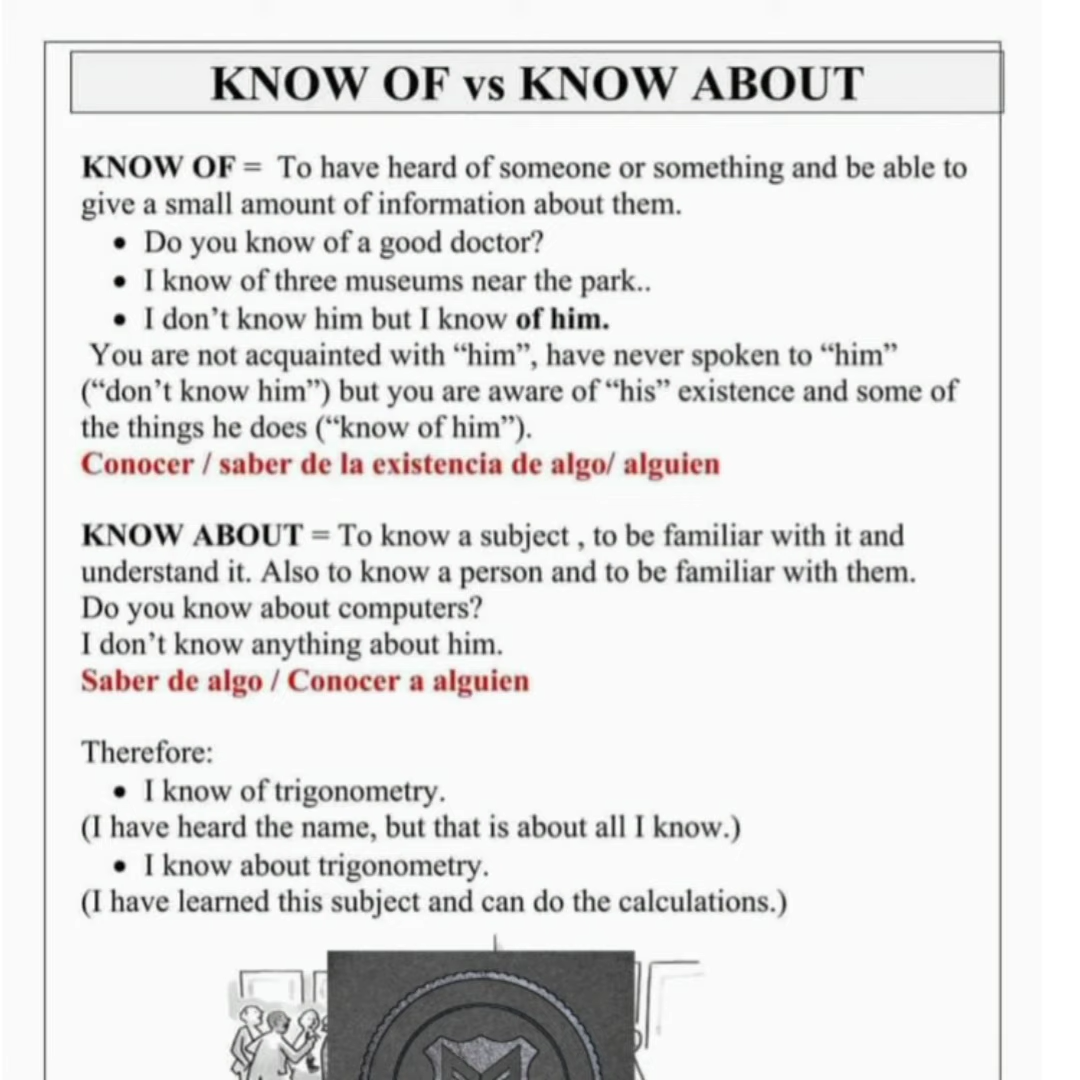 KNOW OF vs KNOW ABOUT
KNOW OF = To have heard of someone or something and be able to
give a small amount of information about them.
• Do you know of a good doctor?
• I know of three museums near the park..
• I don't know him but I know of him.
You are not acquainted with “him”, have never spoken to “him”
(“don't know him”) but you are aware of “his” existence and some of
the things he does (“know of him”).
Conocer / saber de la existencia de algo/ alguien
KNOW ABOUT = To know a subject , to be familiar with it and
understand it. Also to know a person and to be familiar with them.
Do you know about computers?
I don't know anything about him.
Saber de algo / Conocer a alguien
Therefore:
• I know of trigonometry.
(I have heard the name, but that is about all I know.)
• I know about trigonometry.
(I have learned this subject and can do the calculations.)